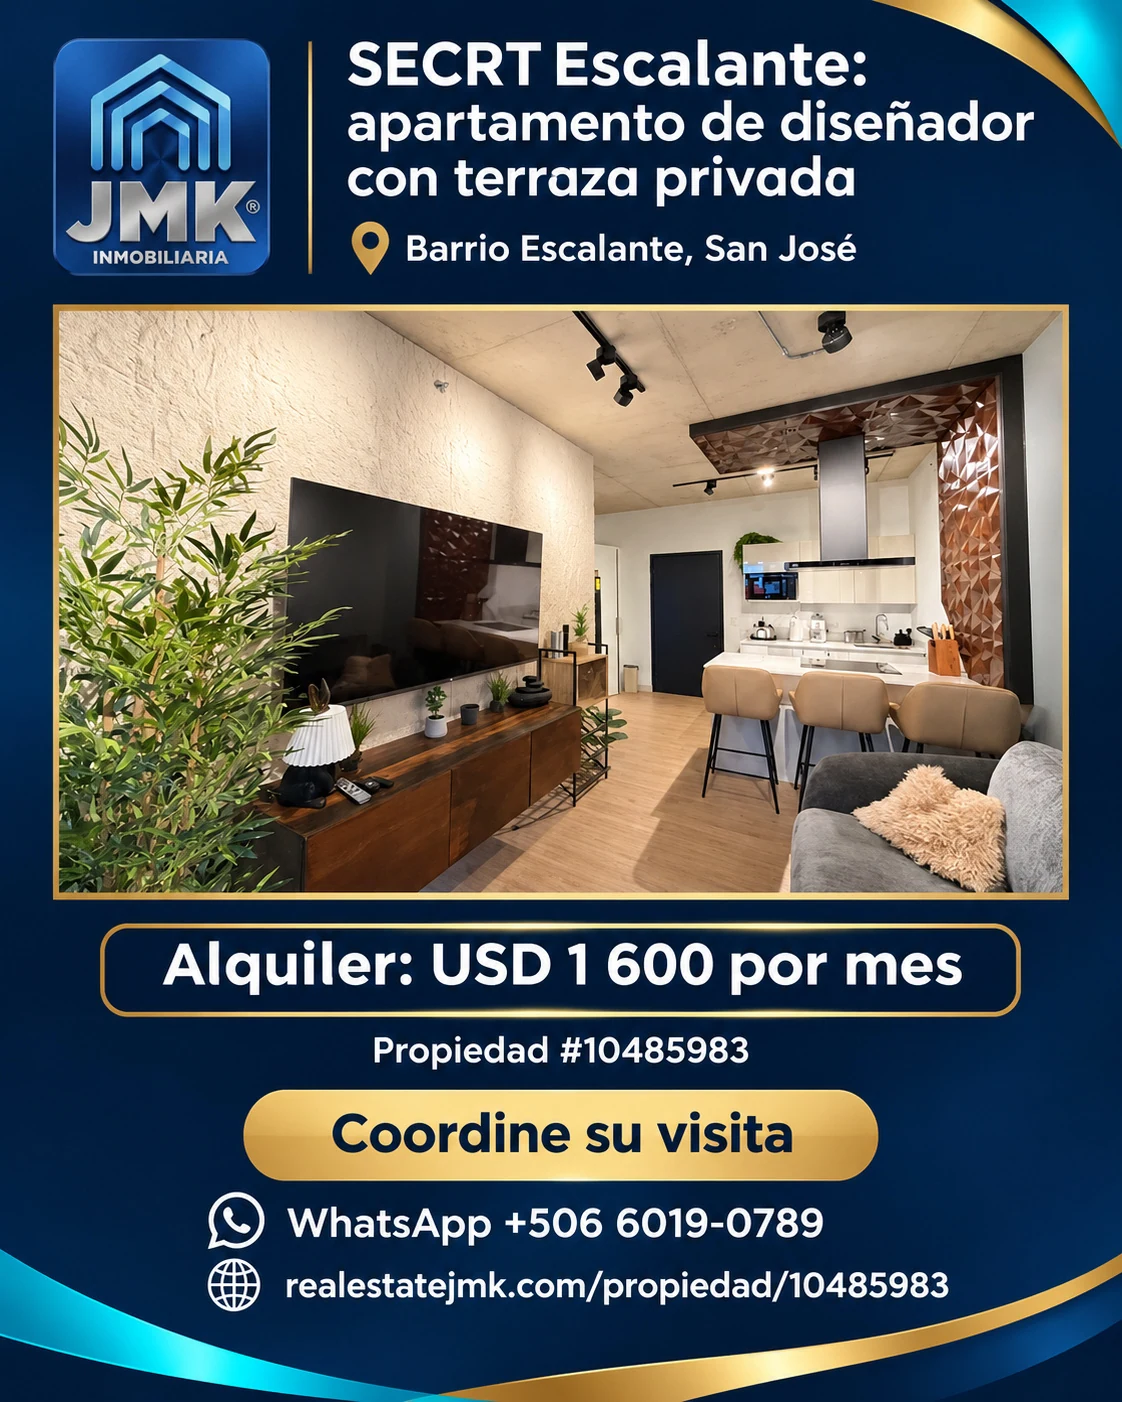 JMK®
INMOBILIARIA
SECRT Escalante:
apartamento de diseñador
con terraza privada
Barrio Escalante, San José
Alquiler: USD 1 600 por mes
Propiedad #10485983
Coordine su visita
WhatsApp +506 6019-0789
realestatejmk.com/propiedad/10485983